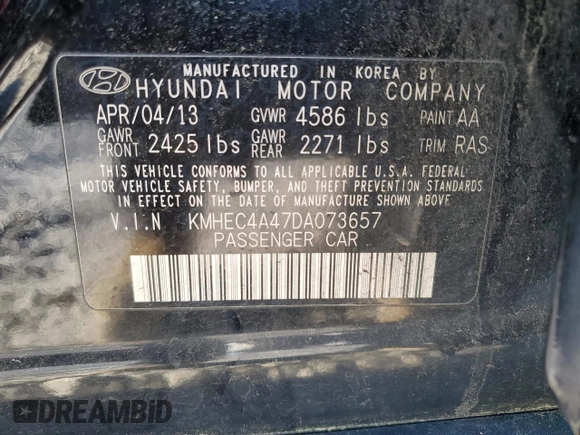 MANUFACTURED IN KOREA BY
HYUNDAI MOTOR COMPANY
APR/04/13 GVWR 4586 lbs PAINT AA
GAWR FRONT 2425 lbs GAWR REAR 2271 lbs TRIM RAS
THIS VEHICLE CONFORMS TO ALL APPLICABLE U.S.A. FEDERAL
MOTOR VEHICLE SAFETY, BUMPER, AND THEFT PREVENTION STANDARDS
IN EFFECT ON THE DATE OF MANUFACTURE SHOWN ABOVE
V.I.N KMHEC4A47DA073657
PASSENGER CAR
DREAMBID